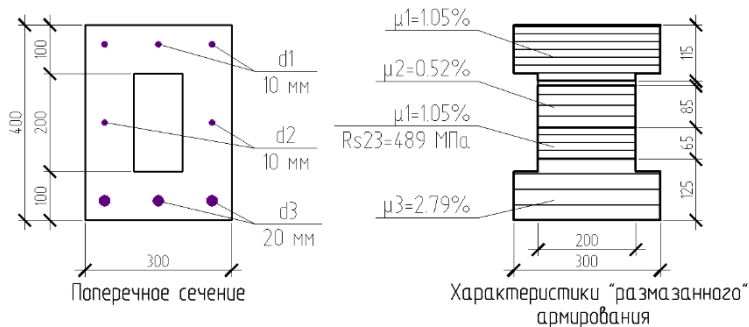 100
200
100
400
300
d1
10 мм
d2
10 мм
d3
20 мм
Поперечное сечение
μ1=1.05%
μ2=0.52%
μ1=1.05%
Rs23=489 МПа
μ3=2.79%
115
85
65
125
200
300
Характеристики "размазанного"
армирования